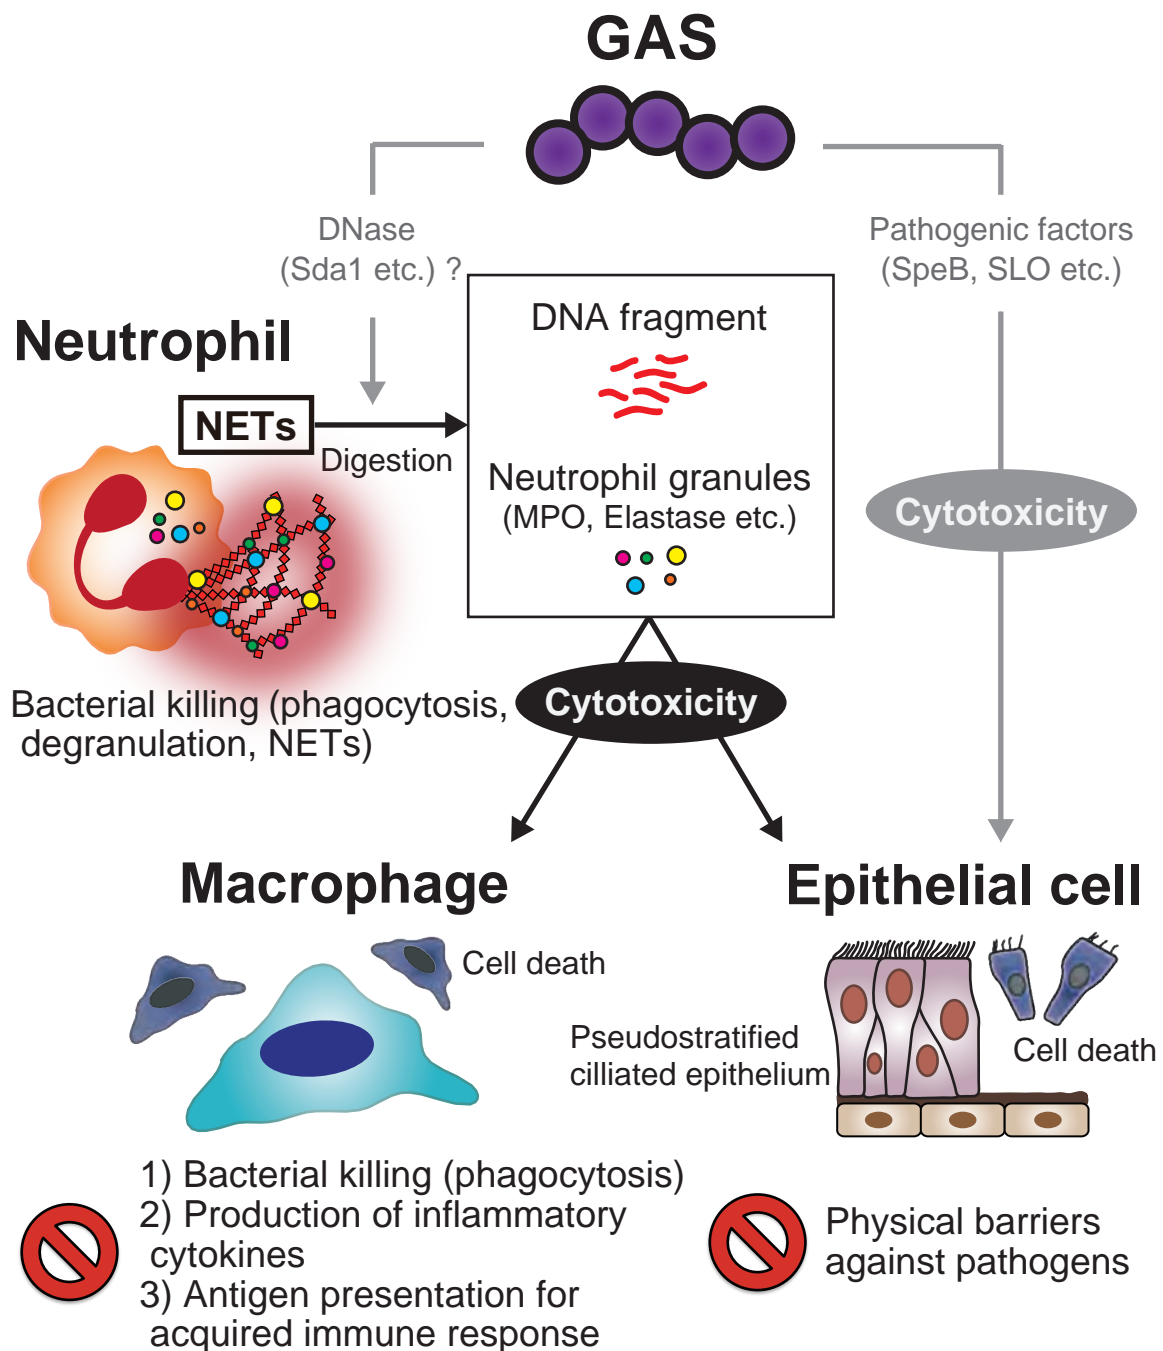 GAS
DNase
(Sda1 etc.) ?
Pathogenic factors
(SpeB, SLO etc.)
Neutrophil
NETs
Digestion
DNA fragment
Neutrophil granules
(MPO, Elastase etc.)
Cytotoxicity
Bacterial killing (phagocytosis,
degranulation, NETs)
Cytotoxicity
Macrophage
Epithelial cell
Cell death
Pseudostratified
cilliated epithelium
Cell death
1) Bacterial killing (phagocytosis)
2) Production of inflammatory
cytokines
3) Antigen presentation for
acquired immune response
Physical barriers
against pathogens